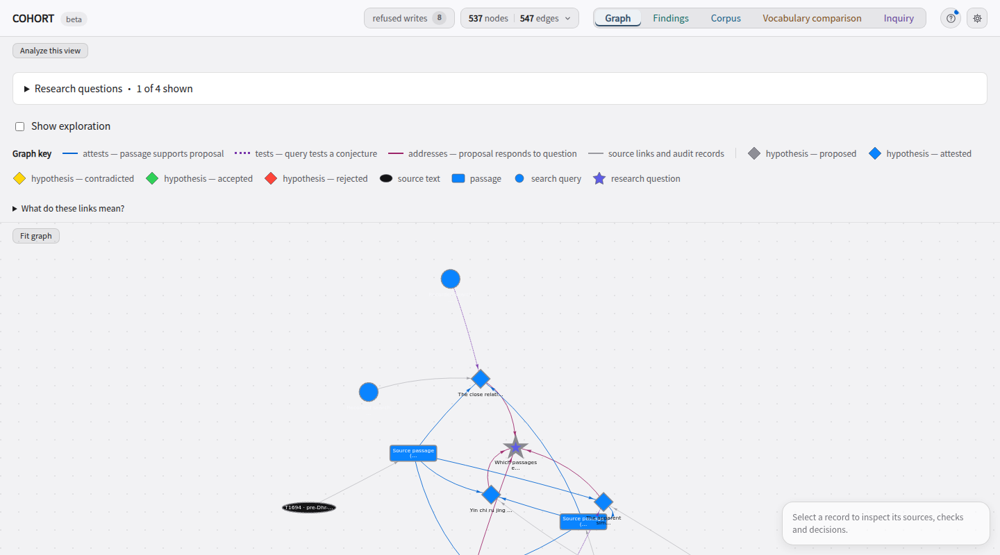 COHORT beta
refused writes 8
537 nodes 547 edges
Graph Findings Corpus Vocabulary comparison Inquiry
Analyze this view
Research questions • 1 of 4 shown
Show exploration
Graph key attests — passage supports proposal tests — query tests a conjecture addresses — proposal responds to question source links and audit records hypothesis — proposed hypothesis — attested
hypothesis — contradicted hypothesis — accepted hypothesis — rejected source text passage search query research question
What do these links mean?
Fit graph
The close relati...
Source passage
(...
Which passages
e...
T1694 · pre-Dhr-...
Yin chi ru jing ...
Source
(...
The apparent
sim...
Select a record to inspect its sources, checks
and decisions.